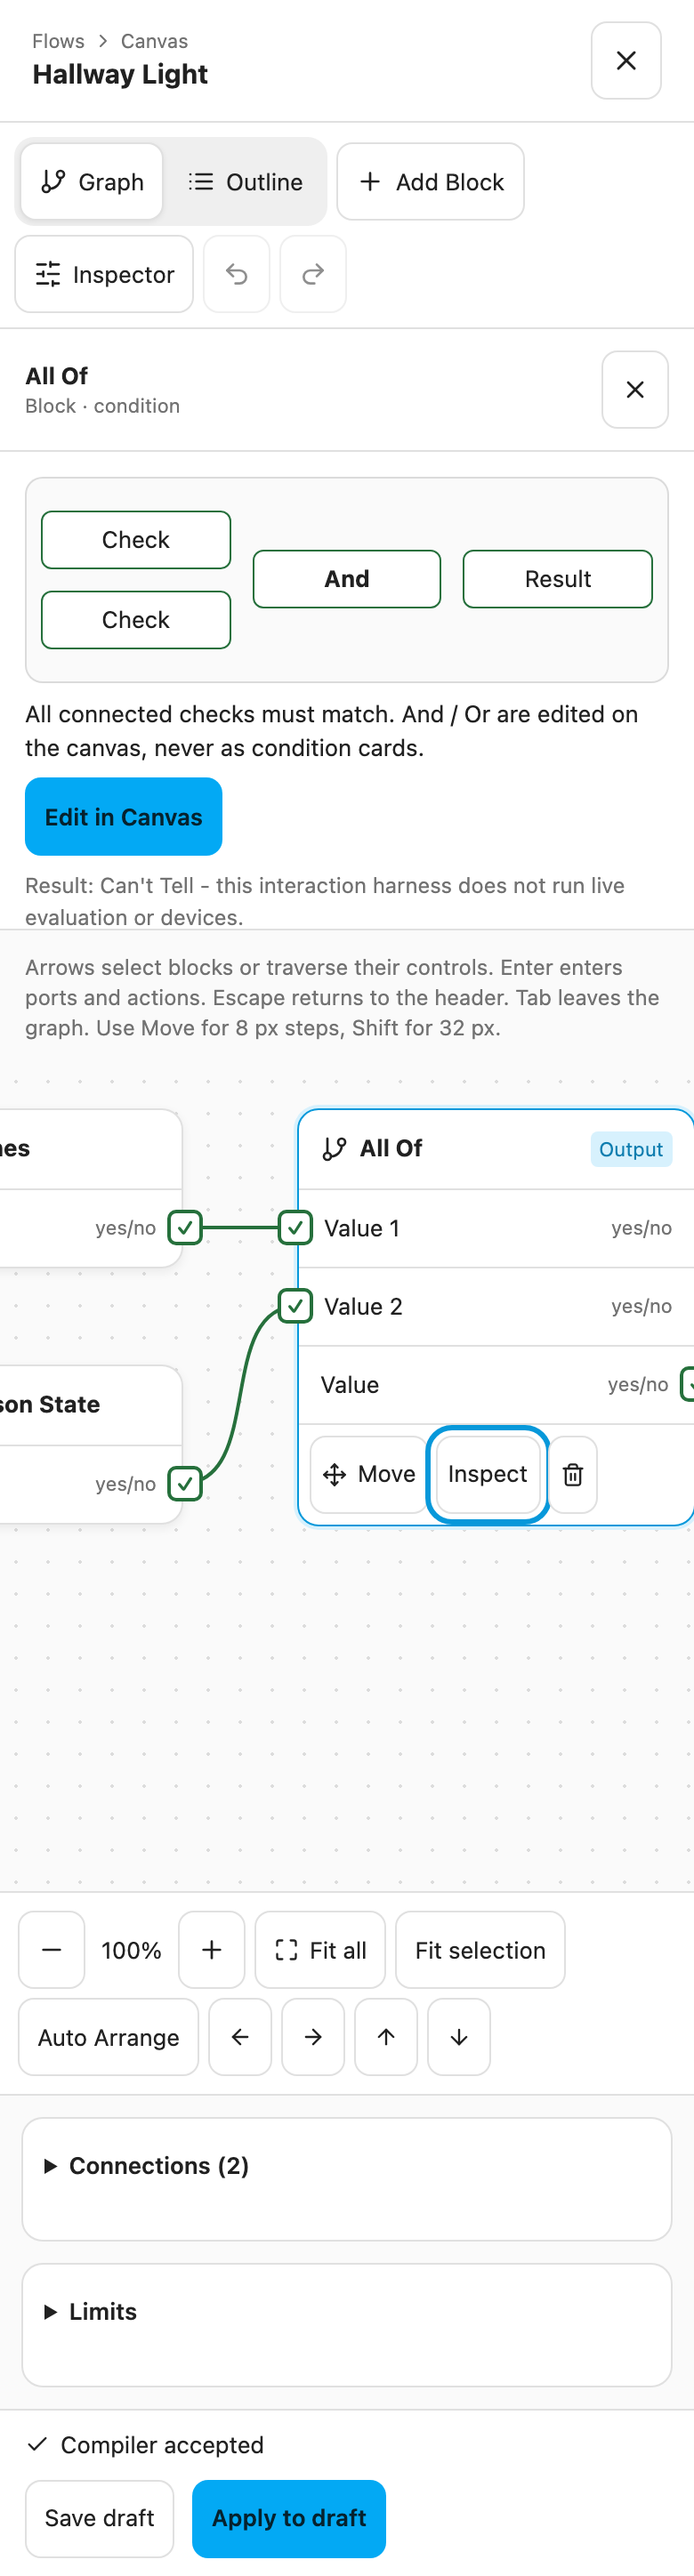 Flows > Canvas
Hallway Light
Graph
Outline
Add Block
Inspector
All Of
Block · condition
Check
Check
And
Result
All connected checks must match. And / Or are edited on
the canvas, never as condition cards.
Edit in Canvas
Result: Can't Tell - this interaction harness does not run live
evaluation or devices.
Arrows select blocks or traverse their controls. Enter enters
ports and actions. Escape returns to the header. Tab leaves the
graph. Use Move for 8 px steps, Shift for 32 px.
All Of
Output
yes/no
Value 1
yes/no
Value 2
yes/no
son State
Value
yes/no
yes/no
Move
Inspect
100%
Fit all
Fit selection
Auto Arrange
Connections (2)
Limits
Compiler accepted
Save draft
Apply to draft